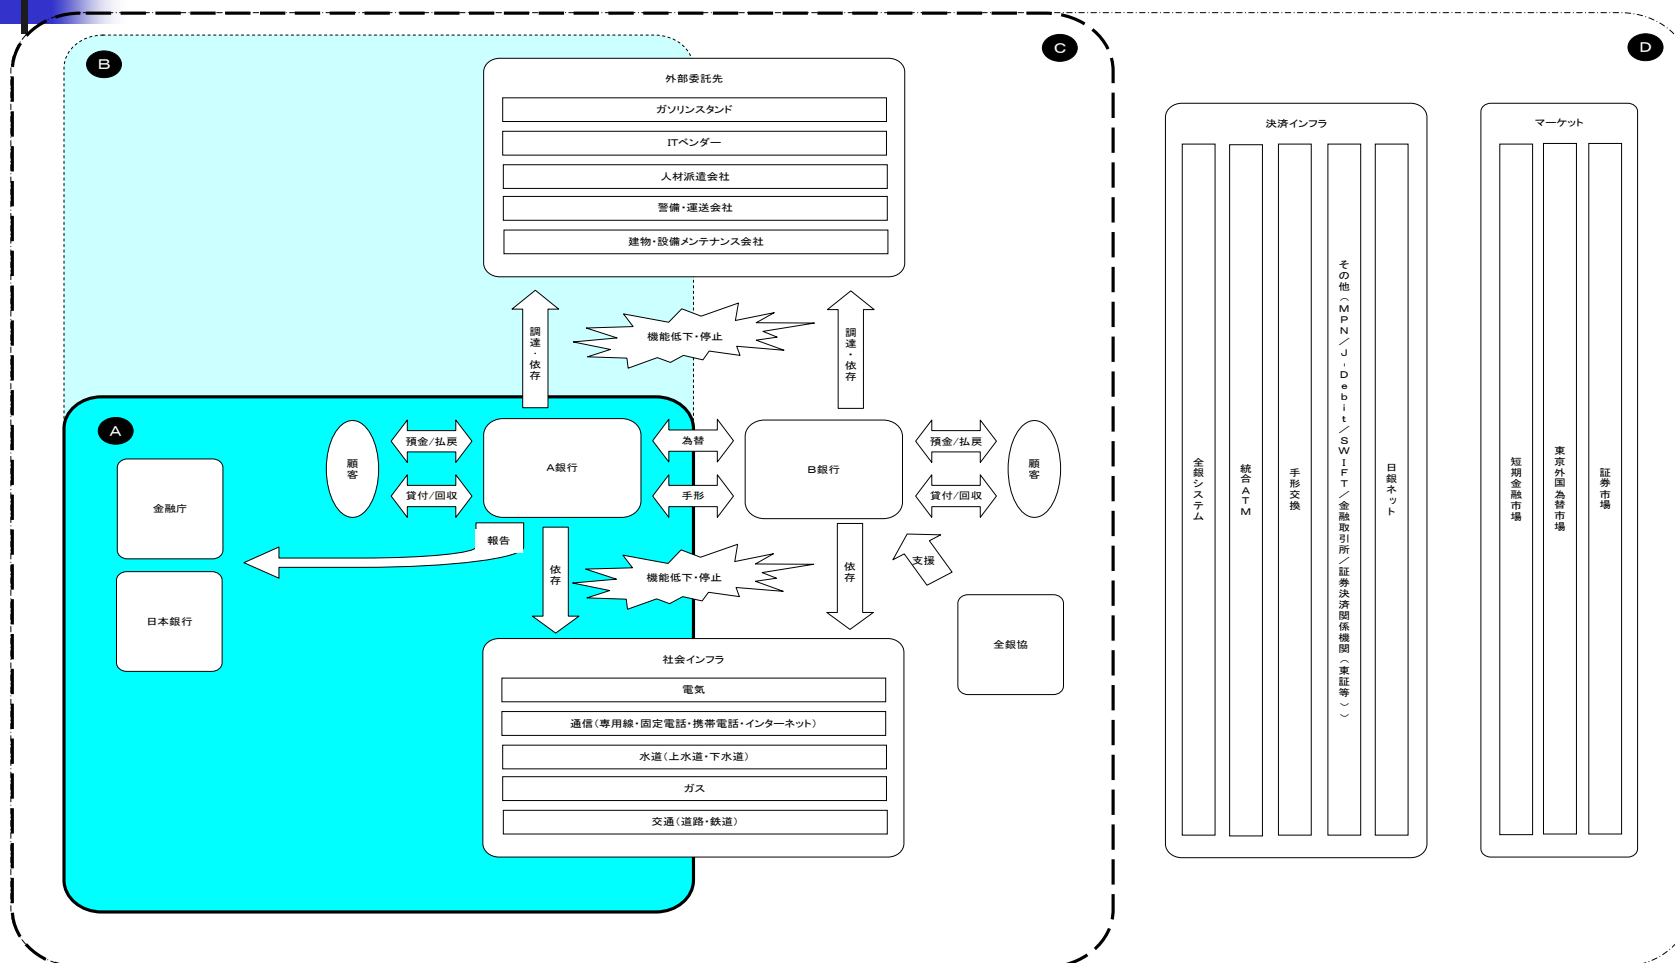 B
C
D
外部委託先
ガソリンスタンド
ITベンダー
人材派遣会社
警備・運送会社
建物・設備メンテナンス会社
調達・依存
機能低下・停止
調達・依存
A
顧客
預金/払戻
貸付/回収
A銀行
為替
手形
B銀行
預金/払戻
貸付/回収
顧客
金融庁
日本銀行
報告
依存
機能低下・停止
依存
支援
全銀協
社会インフラ
電気
通信(専用線・固定電話・携帯電話・インターネット)
水道(上水道・下水道)
ガス
交通(道路・鉄道)
決済インフラ
全銀システム
統合ATM
手形交換
その他(MPN/J-Debit/SWIFT/金融取引所/証券決済関係機関(東証等))
日銀ネット
マーケット
短期金融市場
東京外国為替市場
証券市場